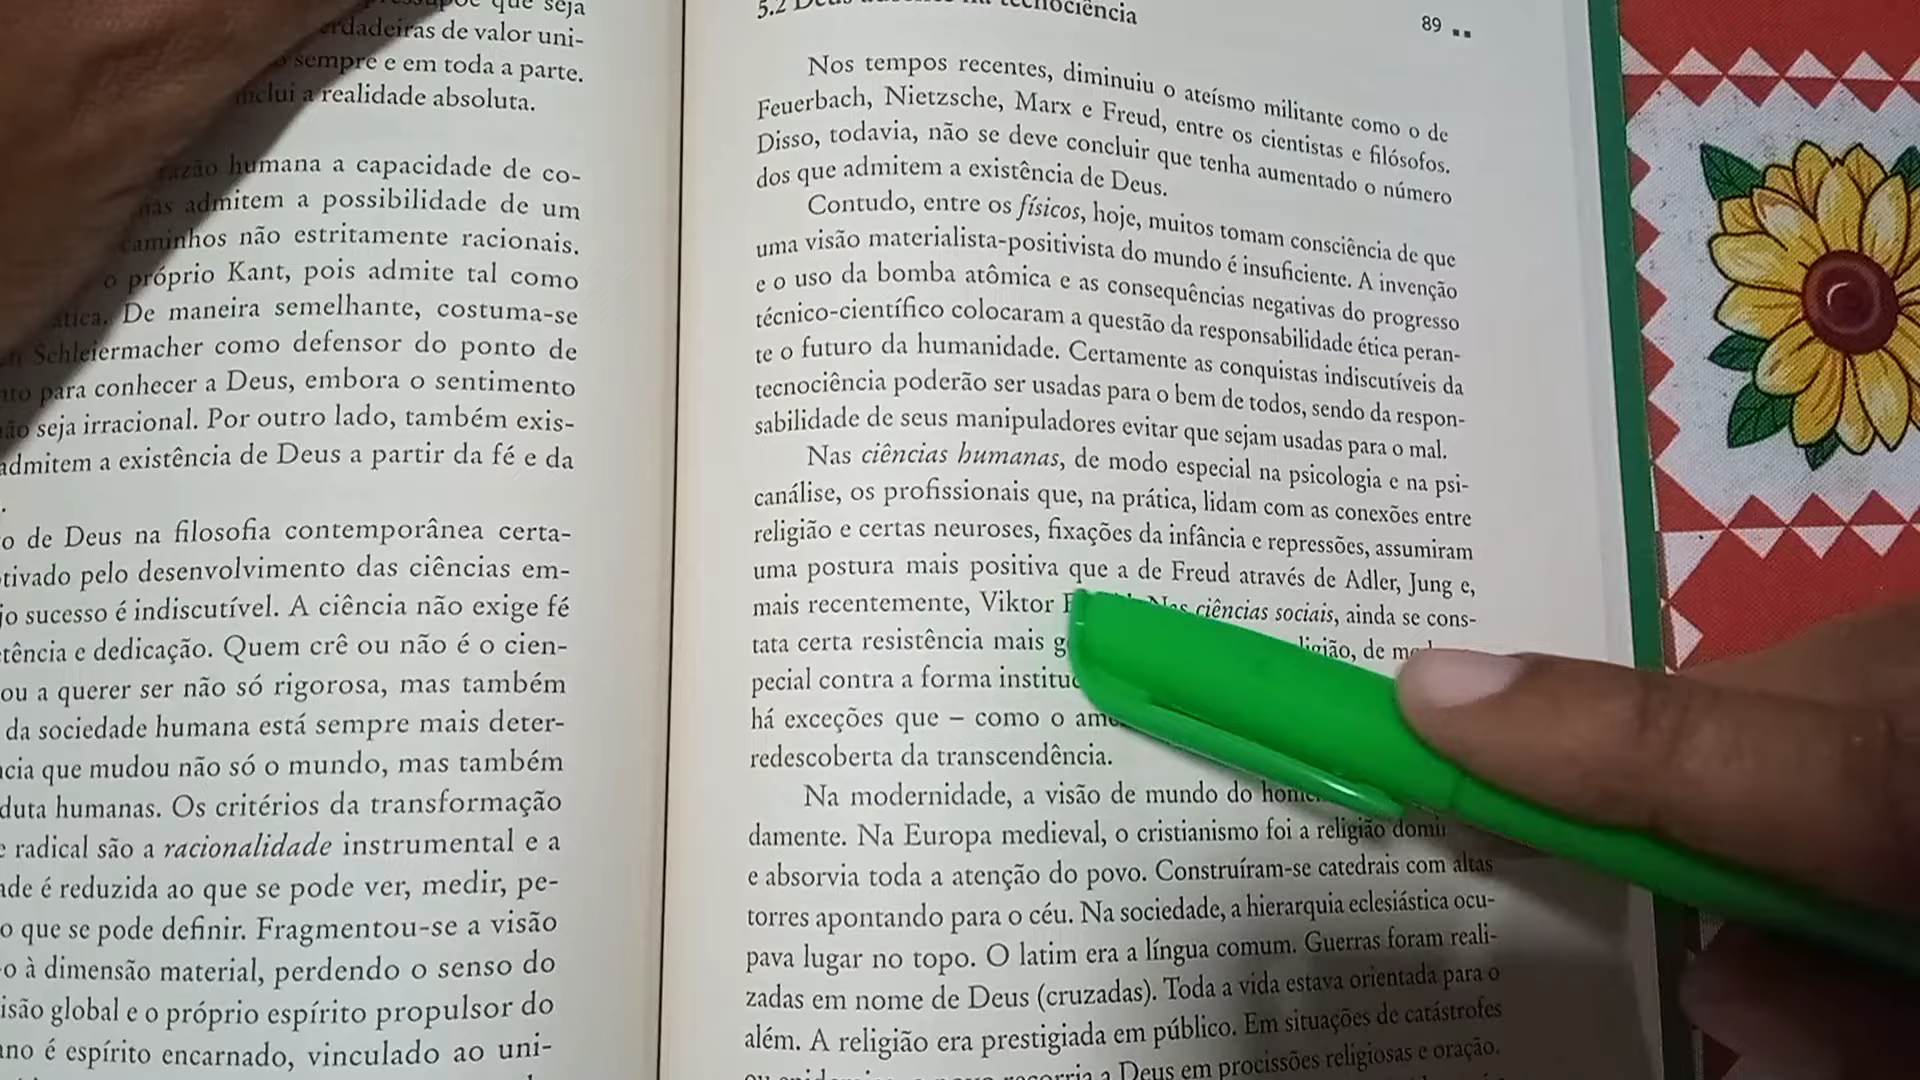 que seja
verdadeiras de valor uni-
sempre e em toda a parte.
inclui a realidade absoluta.
razão humana a capacidade de co-
mas admitem a possibilidade de um
caminhos não estritamente racionais.
o próprio Kant, pois admite tal como
De maneira semelhante, costuma-se
Schleiermacher como defensor do ponto de
para conhecer a Deus, embora o sentimento
não seja irracional. Por outro lado, também exis-
admitem a existência de Deus a partir da fé e da
o de Deus na filosofia contemporânea certa-
tivado pelo desenvolvimento das ciências em-
jo sucesso é indiscutível. A ciência não exige fé
tência e dedicação. Quem crê ou não é o cien-
ou a querer ser não só rigorosa, mas também
da sociedade humana está sempre mais deter-
ncia que mudou não só o mundo, mas também
duta humanas. Os critérios da transformação
e radical são a racionalidade instrumental e a
ade é reduzida ao que se pode ver, medir, pe-
o que se pode definir. Fragmentou-se a visão
-o à dimensão material, perdendo o senso do
isão global e o próprio espírito propulsor do
ano é espírito encarnado, vinculado ao uni-
5.2 Deus ausente na tecnociência
89
Nos tempos recentes, diminuiu o ateísmo militante como o de
Feuerbach, Nietzsche, Marx e Freud, entre os cientistas e filósofos.
Disso, todavia, não se deve concluir que tenha aumentado o número
dos que admitem a existência de Deus.
Contudo, entre os físicos, hoje, muitos tomam consciência de que
uma visão materialista-positivista do mundo é insuficiente. A invenção
e o uso da bomba atômica e as consequências negativas do progresso
técnico-científico colocaram a questão da responsabilidade ética peran-
te o futuro da humanidade. Certamente as conquistas indiscutíveis da
tecnociência poderão ser usadas para o bem de todos, sendo da respon-
sabilidade de seus manipuladores evitar que sejam usadas para o mal.
Nas ciências humanas, de modo especial na psicologia e na psi-
canálise, os profissionais que, na prática, lidam com as conexões entre
religião e certas neuroses, fixações da infância e repressões, assumiram
uma postura mais positiva que a de Freud através de Adler, Jung e,
mais recentemente, Viktor Nas ciências sociais, ainda se cons-
tata certa resistência mais religião, de
pecial contra a forma
há exceções que – como o
redescoberta da transcendência.
Na modernidade, a visão de mundo do
damente. Na Europa medieval, o cristianismo foi a religião
e absorvia toda a atenção do povo. Construíram-se catedrais com altas
torres apontando para o céu. Na sociedade, a hierarquia eclesiástica ocu-
pava lugar no topo. O latim era a língua comum. Guerras foram reali-
zadas em nome de Deus (cruzadas). Toda a vida estava orientada para o
além. A religião era prestigiada em público. Em situações de catástrofes
recorria a Deus em procissões religiosas e oração.